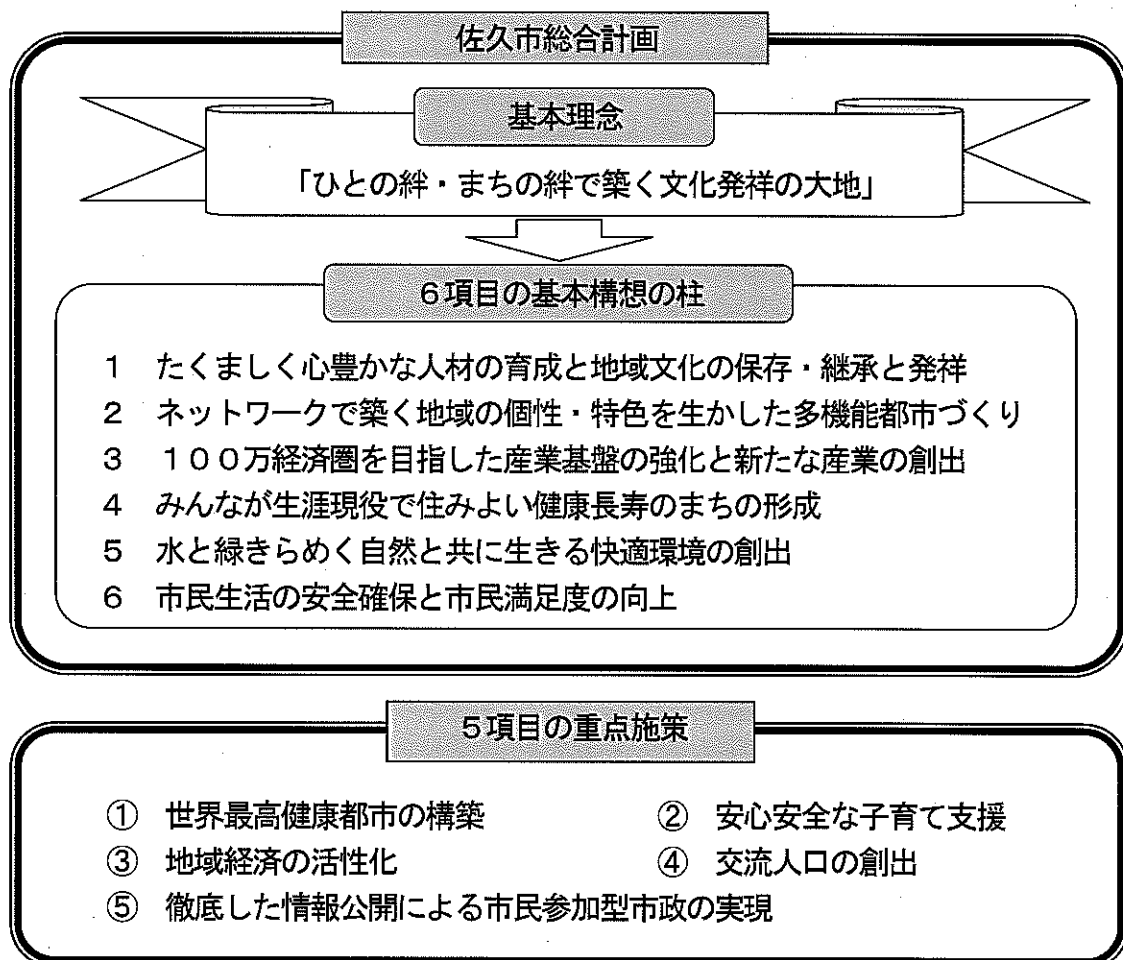 佐久市総合計画
基本理念
「ひとの絆・まちの絆で築く文化発祥の大地」
6項目の基本構想の柱
1 たくましく心豊かな人材の育成と地域文化の保存・継承と発祥
2 ネットワークで築く地域の個性・特色を生かした多機能都市づくり
3 100万経済圏を目指した産業基盤の強化と新たな産業の創出
4 みんなが生涯現役で住みよい健康長寿のまちの形成
5 水と緑きらめく自然と共に生きる快適環境の創出
6 市民生活の安全確保と市民満足度の向上
5項目の重点施策
① 世界最高健康都市の構築 ② 安心安全な子育て支援
③ 地域経済の活性化 ④ 交流人口の創出
⑤ 徹底した情報公開による市民参加型市政の実現